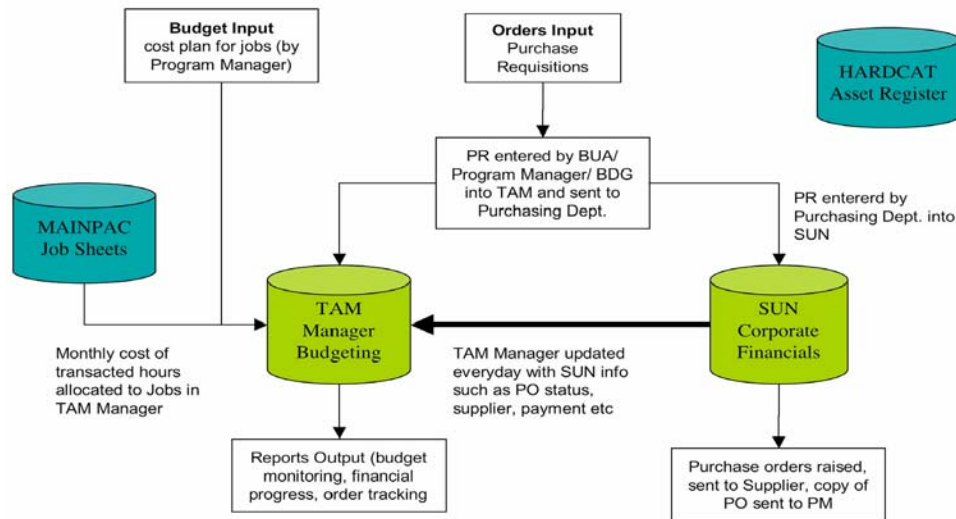 Budget Input
cost plan for jobs (by
Program Manager)
Orders Input
Purchase
Requisitions
HARDCAT
Asset Register
PR entered by BUA/
Program Manager/ BDG
into TAM and sent to
Purchasing Dept.
PR entererd by
Purchasing Dept. into
SUN
MAINPAC
Job Sheets
TAM
Manager
Budgeting
SUN
Corporate
Financials
Monthly cost of
transacted hours
allocated to Jobs in
TAM Manager
TAM Manager updated
everyday with SUN info
such as PO status,
supplier, payment etc
Reports Output (budget
monitoring, financial
progress, order tracking
Purchase orders raised,
sent to Supplier, copy of
PO sent to PM